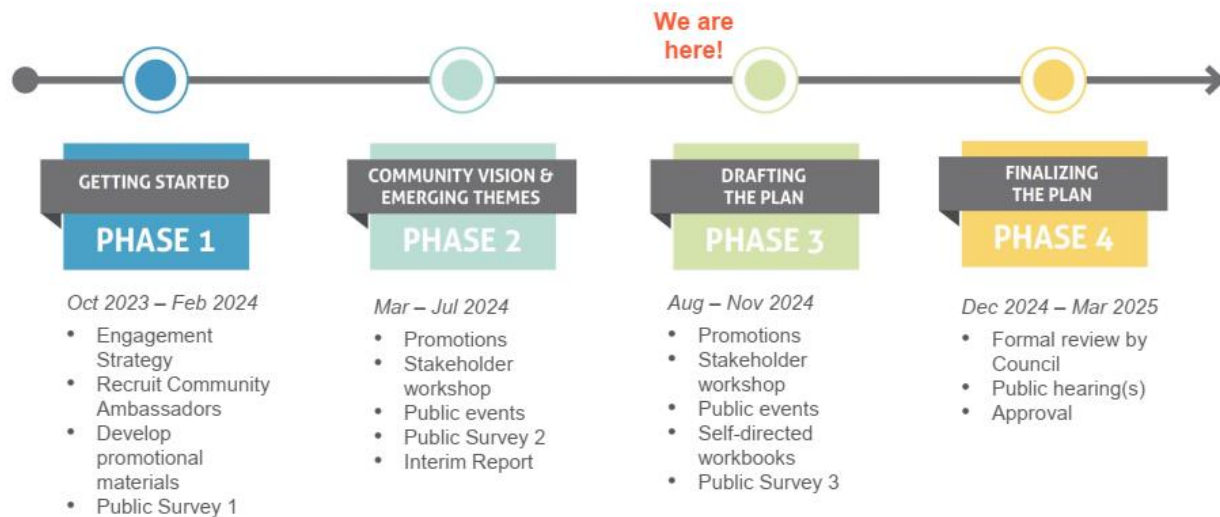 We are
here!
GETTING STARTED
PHASE 1
Oct 2023 – Feb 2024
• Engagement
Strategy
• Recruit Community
Ambassadors
• Develop
promotional
materials
• Public Survey 1
COMMUNITY VISION &
EMERGING THEMES
PHASE 2
Mar – Jul 2024
• Promotions
• Stakeholder
workshop
• Public events
• Public Survey 2
• Interim Report
DRAFTING
THE PLAN
PHASE 3
Aug – Nov 2024
• Promotions
• Stakeholder
workshop
• Public events
• Self-directed
workbooks
• Public Survey 3
FINALIZING
THE PLAN
PHASE 4
Dec 2024 – Mar 2025
• Formal review by
Council
• Public hearing(s)
• Approval